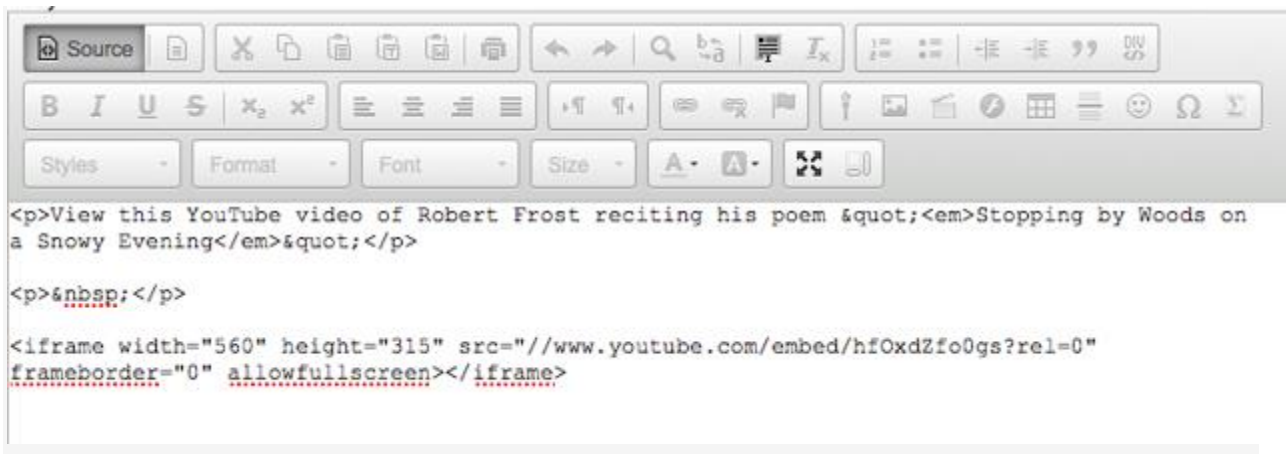 Source
B I U S x₂ x²
Styles Format Font Size A A
<p>View this YouTube video of Robert Frost reciting his poem &quot;<em>Stopping by Woods on
a Snowy Evening</em>&quot;</p>
<p>&nbsp;</p>
<iframe width="560" height="315" src="//www.youtube.com/embed/hfOxdZfo0gs?rel=0"
frameborder="0" allowfullscreen></iframe>